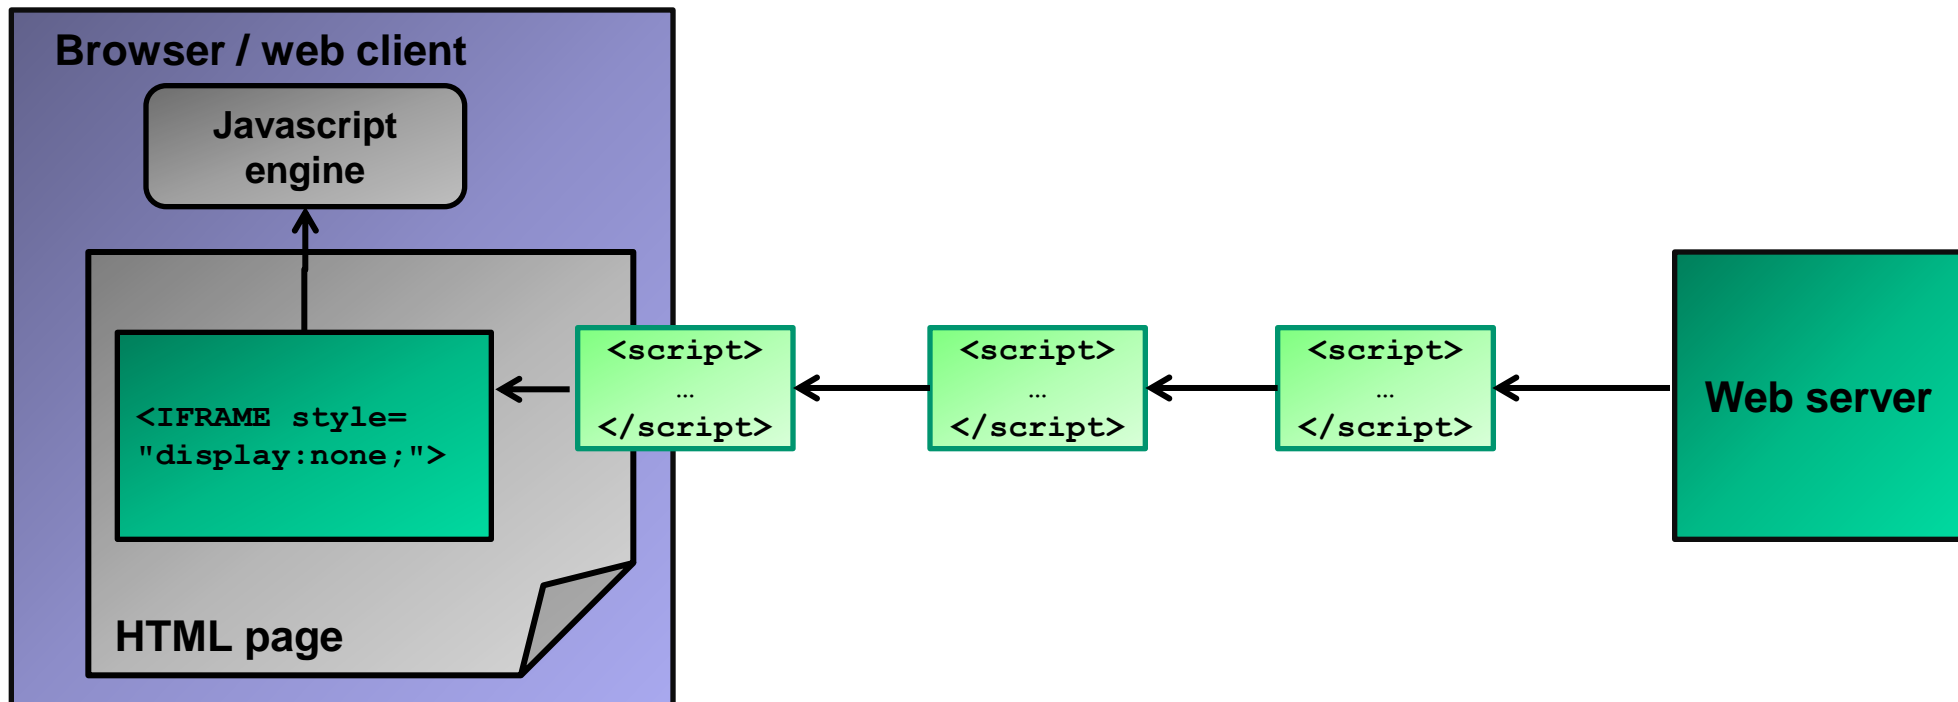 Browser / web client
Javascript
engine
<IFRAME style=
"display:none;">
HTML page
<script>
…
</script>
<script>
…
</script>
<script>
…
</script>
Web server